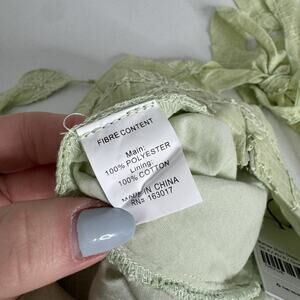 FIBRE CONTENT
Main:
100% POLYESTER
Lining:
100% COTTON
MADE IN CHINA
RN# 163017